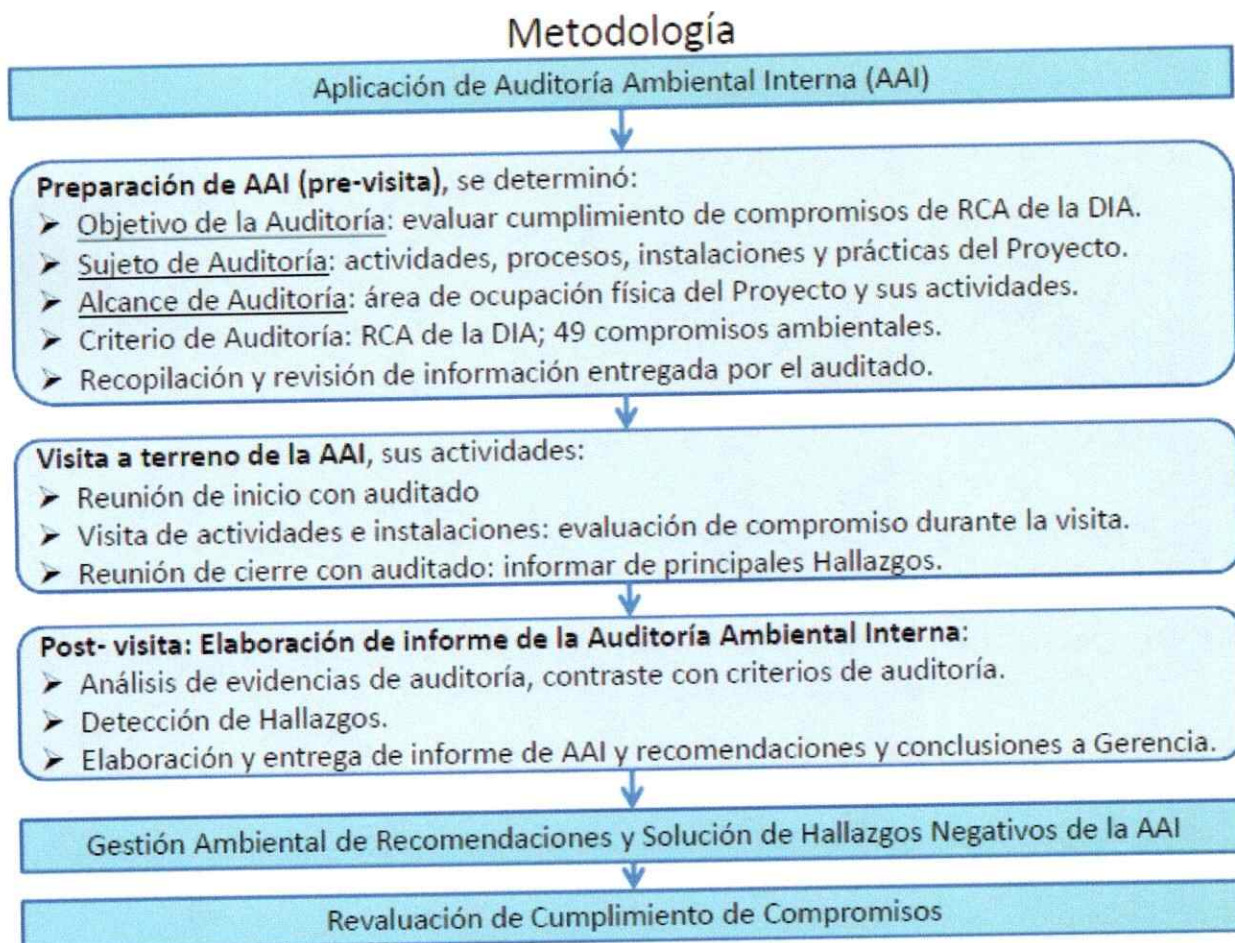 Metodología
Aplicación de Auditoría Ambiental Interna (AAI)
Preparación de AAI (pre-visita), se determinó:
➢ Objetivo de la Auditoría: evaluar cumplimiento de compromisos de RCA de la DIA.
➢ Sujeto de Auditoría: actividades, procesos, instalaciones y prácticas del Proyecto.
➢ Alcance de Auditoría: área de ocupación física del Proyecto y sus actividades.
➢ Criterio de Auditoría: RCA de la DIA; 49 compromisos ambientales.
➢ Recopilación y revisión de información entregada por el auditado.
Visita a terreno de la AAI, sus actividades:
➢ Reunión de inicio con auditado
➢ Visita de actividades e instalaciones: evaluación de compromiso durante la visita.
➢ Reunión de cierre con auditado: informar de principales Hallazgos.
Post- visita: Elaboración de informe de la Auditoría Ambiental Interna:
➢ Análisis de evidencias de auditoría, contraste con criterios de auditoría.
➢ Detección de Hallazgos.
➢ Elaboración y entrega de informe de AAI y recomendaciones y conclusiones a Gerencia.
Gestión Ambiental de Recomendaciones y Solución de Hallazgos Negativos de la AAI
Revaluación de Cumplimiento de Compromisos